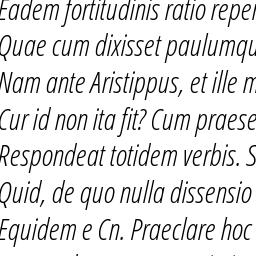 Eadem fortitudinis ratio reper
Quae cum dixisset paulumqu
Nam ante Aristippus, et ille m
Cur id non ita fit? Cum praese
Respondeat totidem verbis. S
Quid, de quo nulla dissensio
Equidem e Cn. Praeclare hoc